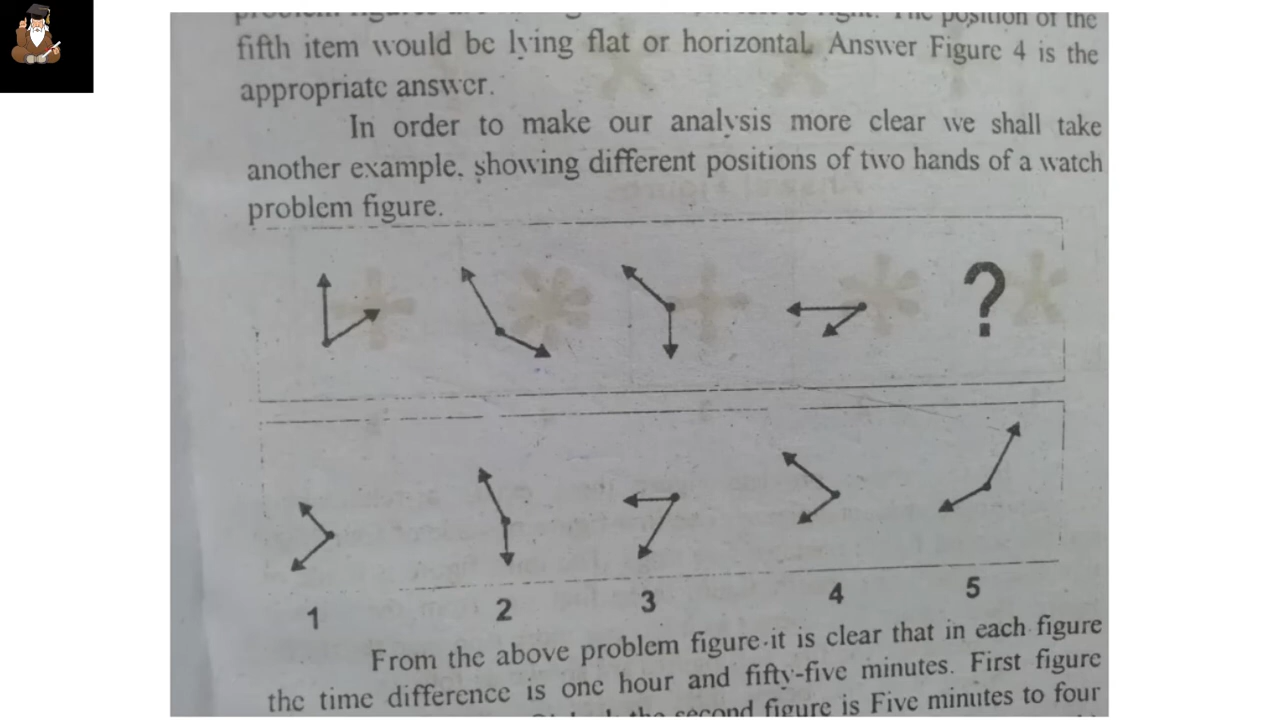 fifth item would be lying flat or horizontal. Answer Figure 4 is the
appropriate answer.
In order to make our analysis more clear we shall take
another example, showing different positions of two hands of a watch
problem figure.
?
1 2 3 4 5
From the above problem figure it is clear that in each figure
the time difference is one hour and fifty-five minutes. First figure
the second figure is Five minutes to four